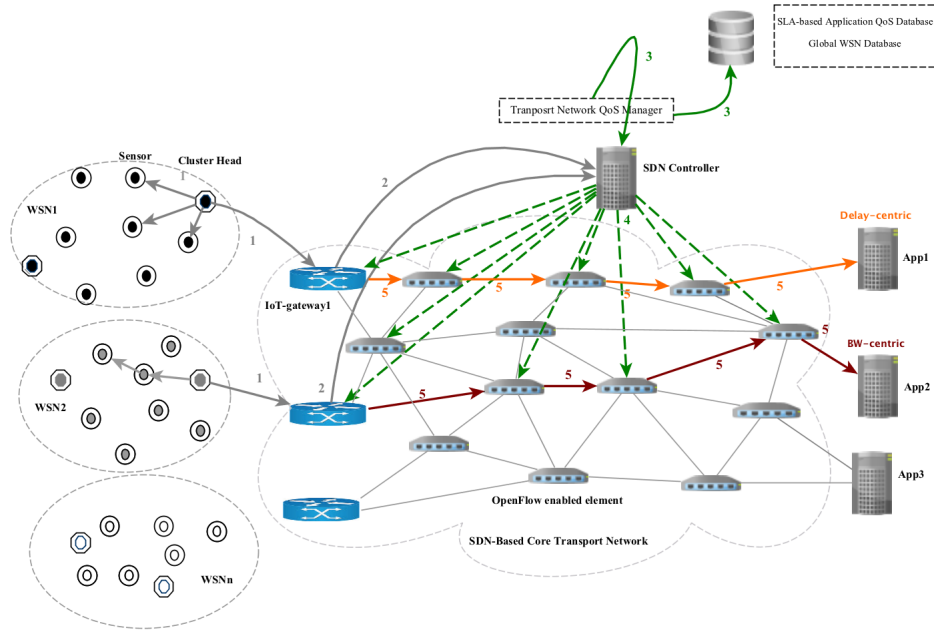 SLA-based Application QoS Database
Global WSN Database
3
3
Tranposrt Network QoS Manager
Sensor
Cluster Head
SDN Controller
1
2
WSN1
1
4
Delay-centric
App1
IoT-gateway1
5
5
5
5
5
BW-centric
WSN2
1
2
5
5
5
App2
App3
OpenFlow enabled element
SDN-Based Core Transport Network
WSNn